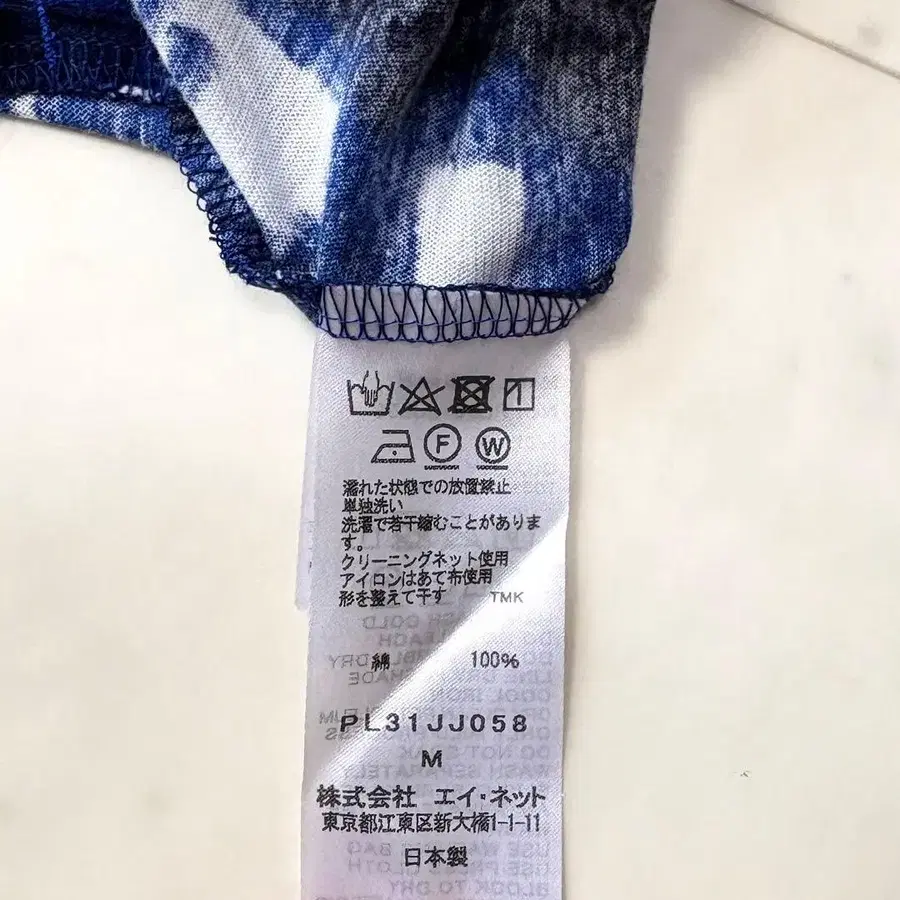 F W
濡れた状態での放置禁止
単独洗い
洗濯で若干縮むことがありま
す。
クリーニングネット使用
アイロンはあて布使用
形を整えて干す TMK
綿 100%
PL31JJ058
M
株式会社 エイ・ネット
東京都江東区新大橋1-1-11
日本製